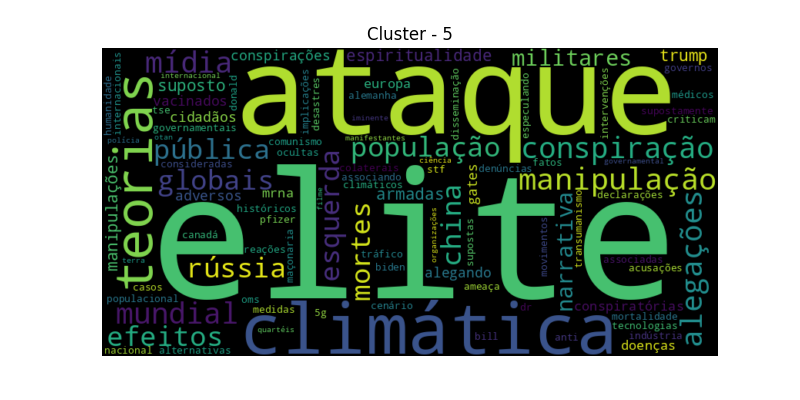 Cluster - 5
conspirações
espiritualidade
militares
trump
mídia
ataque
governos
internacional
humanidade
internacionais
teorias
suposto
europa
vacinados
donald
implicações
desastres
alemanha
disseminação
especulando
intervenções
médicos
tse
cidadãos
iminente
supostamente
criticam
governamentais
comunismo
manifestantes
polícia
otan
pública
ocultas
população
conspiração
consideradas
esquerda
ciência
fatos
governamental
manipulações
globais
mrna
colaterais
associando
stf
gates
denúncias
manipulação
adversos
climáticos
armadas
declarações
elite
históricos
filme
mortes
china
supostas
narrativa
transumanismo
alegações
pfizer
canadá
reações
maçonaria
organizações
movimentos
terra
rússia
tráfico
biden
alegando
associadas
acusações
casos
ameaça
populacional
oms
cenário
conspiratórias
mundial
medidas
5g
climática
dr
mortalidade
efeitos
quartéis
bill
anti
tecnologias
indústria
nacional
alternativas
doenças